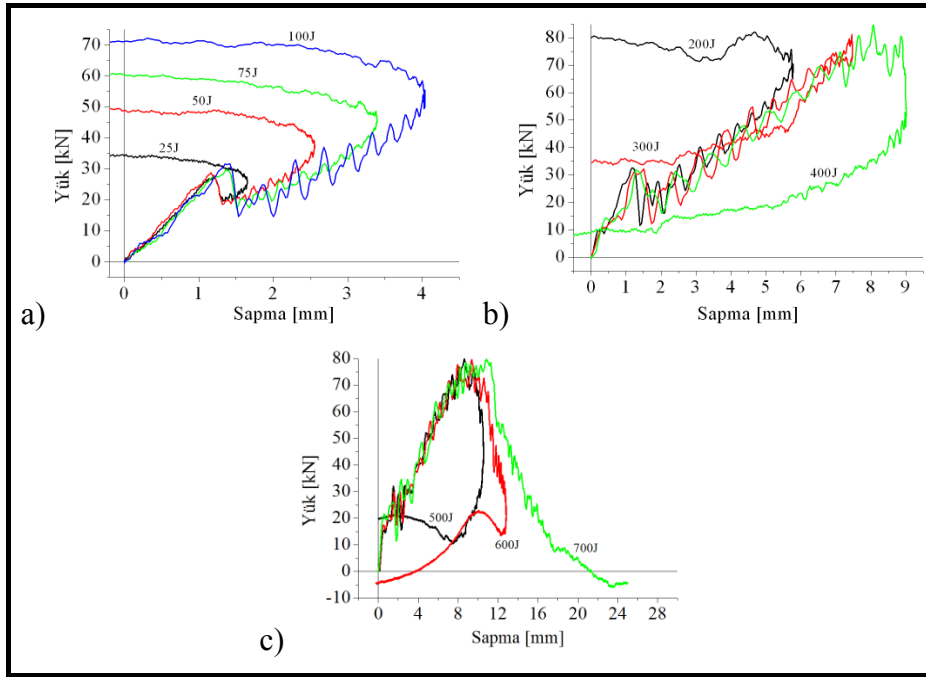 a)
Yük [kN]
70
60
50
40
30
20
10
0
100J
75J
50J
25J
0 1 2 3 4
Sapma [mm]
b)
Yük [kN]
80
70
60
50
40
30
20
10
0
200J
300J
400J
0 1 2 3 4 5 6 7 8 9
Sapma [mm]
c)
Yük [kN]
80
70
60
50
40
30
20
10
0
-10
500J
600J
700J
0 4 8 12 16 20 24 28
Sapma [mm]